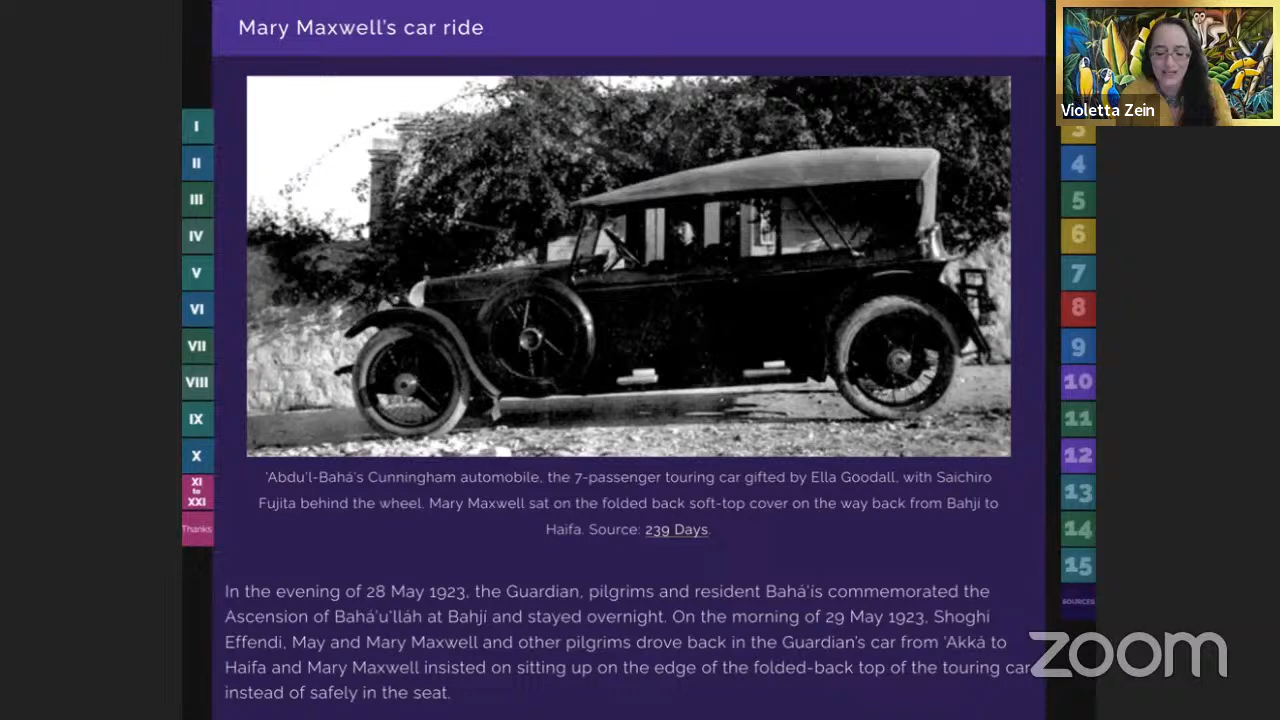 Mary Maxwell's car ride
Violetta Zein
I
II
III
IV
V
VI
VII
VIII
IX
X
XI
to
XXI
Thanks
3
4
5
6
7
8
9
10
11
12
13
14
15
SOURCES
'Abdu'l-Bahá's Cunningham automobile, the 7-passenger touring car gifted by Ella Goodall, with Saichiro
Fujita behind the wheel. Mary Maxwell sat on the folded back soft-top cover on the way back from Bahjí to
Haifa. Source: 239 Days.
In the evening of 28 May 1923, the Guardian, pilgrims and resident Bahá'ís commemorated the
Ascension of Bahá'u'lláh at Bahjí and stayed overnight. On the morning of 29 May 1923, Shoghi
Effendi, May and Mary Maxwell and other pilgrims drove back in the Guardian's car from 'Akká to
Haifa and Mary Maxwell insisted on sitting up on the edge of the folded-back top of the touring car
instead of safely in the seat.
zoom